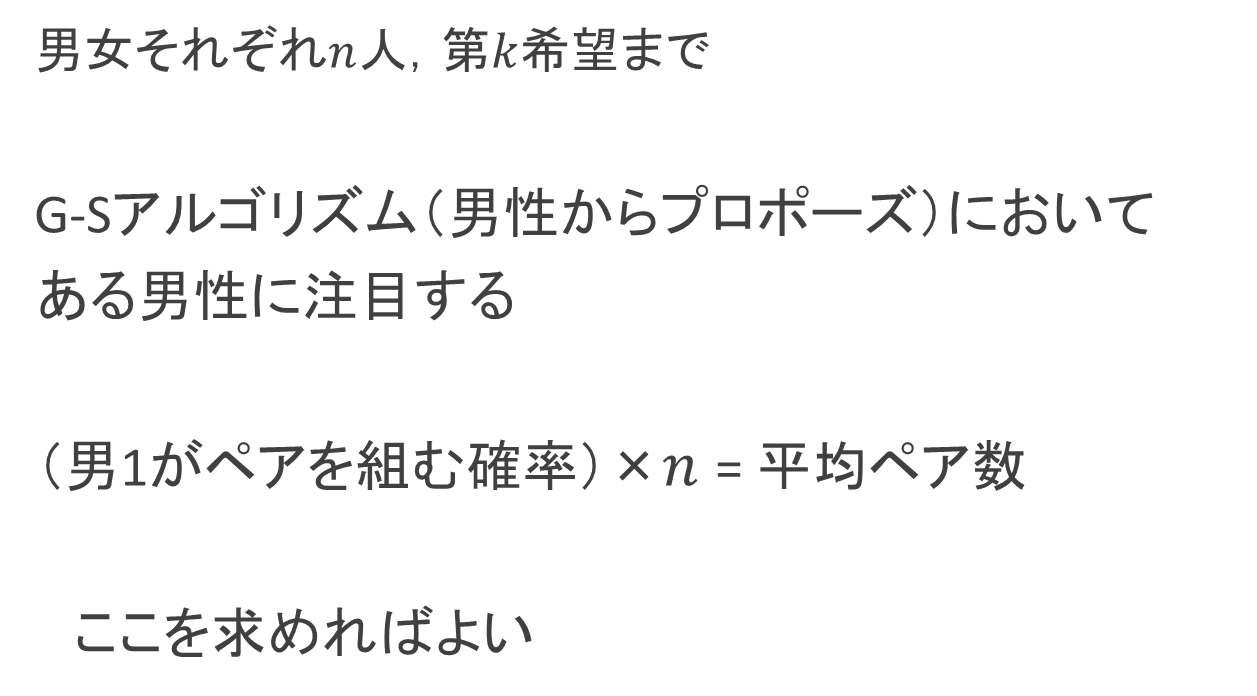 男女それぞれn人，第k希望まで
G-Sアルゴリズム（男性からプロポーズ）において
ある男性に注目する
（男1がペアを組む確率）× n = 平均ペア数
ここを求めればよい